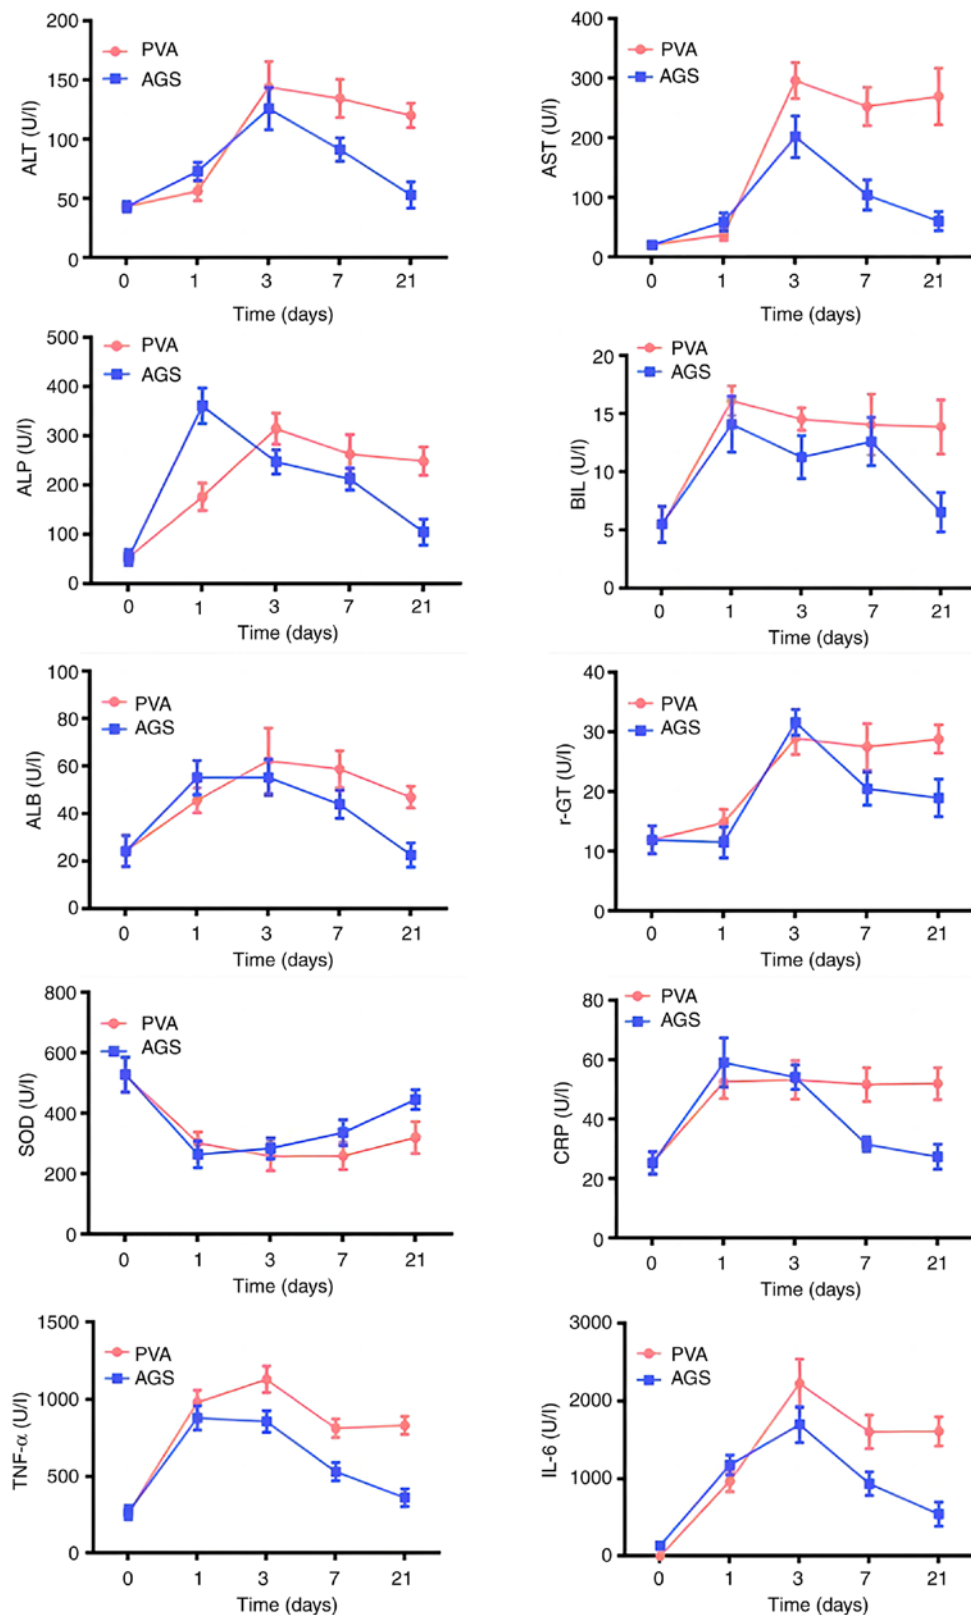 200
150
100
50
0
ALT (U/l)
PVA
AGS
0 1 3 7 21
Time (days)
400
300
200
100
0
AST (U/l)
PVA
AGS
0 1 3 7 21
Time (days)
500
400
300
200
100
0
ALP (U/l)
PVA
AGS
0 1 3 7 21
Time (days)
20
15
10
5
0
BIL (U/l)
PVA
AGS
0 1 3 7 21
Time (days)
100
80
60
40
20
0
ALB (U/l)
PVA
AGS
0 1 3 7 21
Time (days)
40
30
20
10
0
r-GT (U/l)
PVA
AGS
0 1 3 7 21
Time (days)
800
600
400
200
0
SOD (U/l)
PVA
AGS
0 1 3 7 21
Time (days)
80
60
40
20
0
CRP (U/l)
PVA
AGS
0 1 3 7 21
Time (days)
1500
1000
500
0
TNF-α (U/l)
PVA
AGS
0 1 3 7 21
Time (days)
3000
2000
1000
0
IL-6 (U/l)
PVA
AGS
0 1 3 7 21
Time (days)